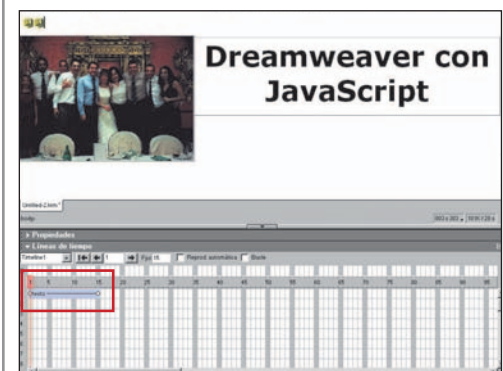 Dreamweaver con
JavaScript
Untitled-2.htm*
Propiedades
Líneas de tiempo
Timeline1 1 Fps 15 Reprod. automática Bucle
1 5 10 15 20 25 30 35 40 45 50 55 60 65 70 75 80 85 90 95